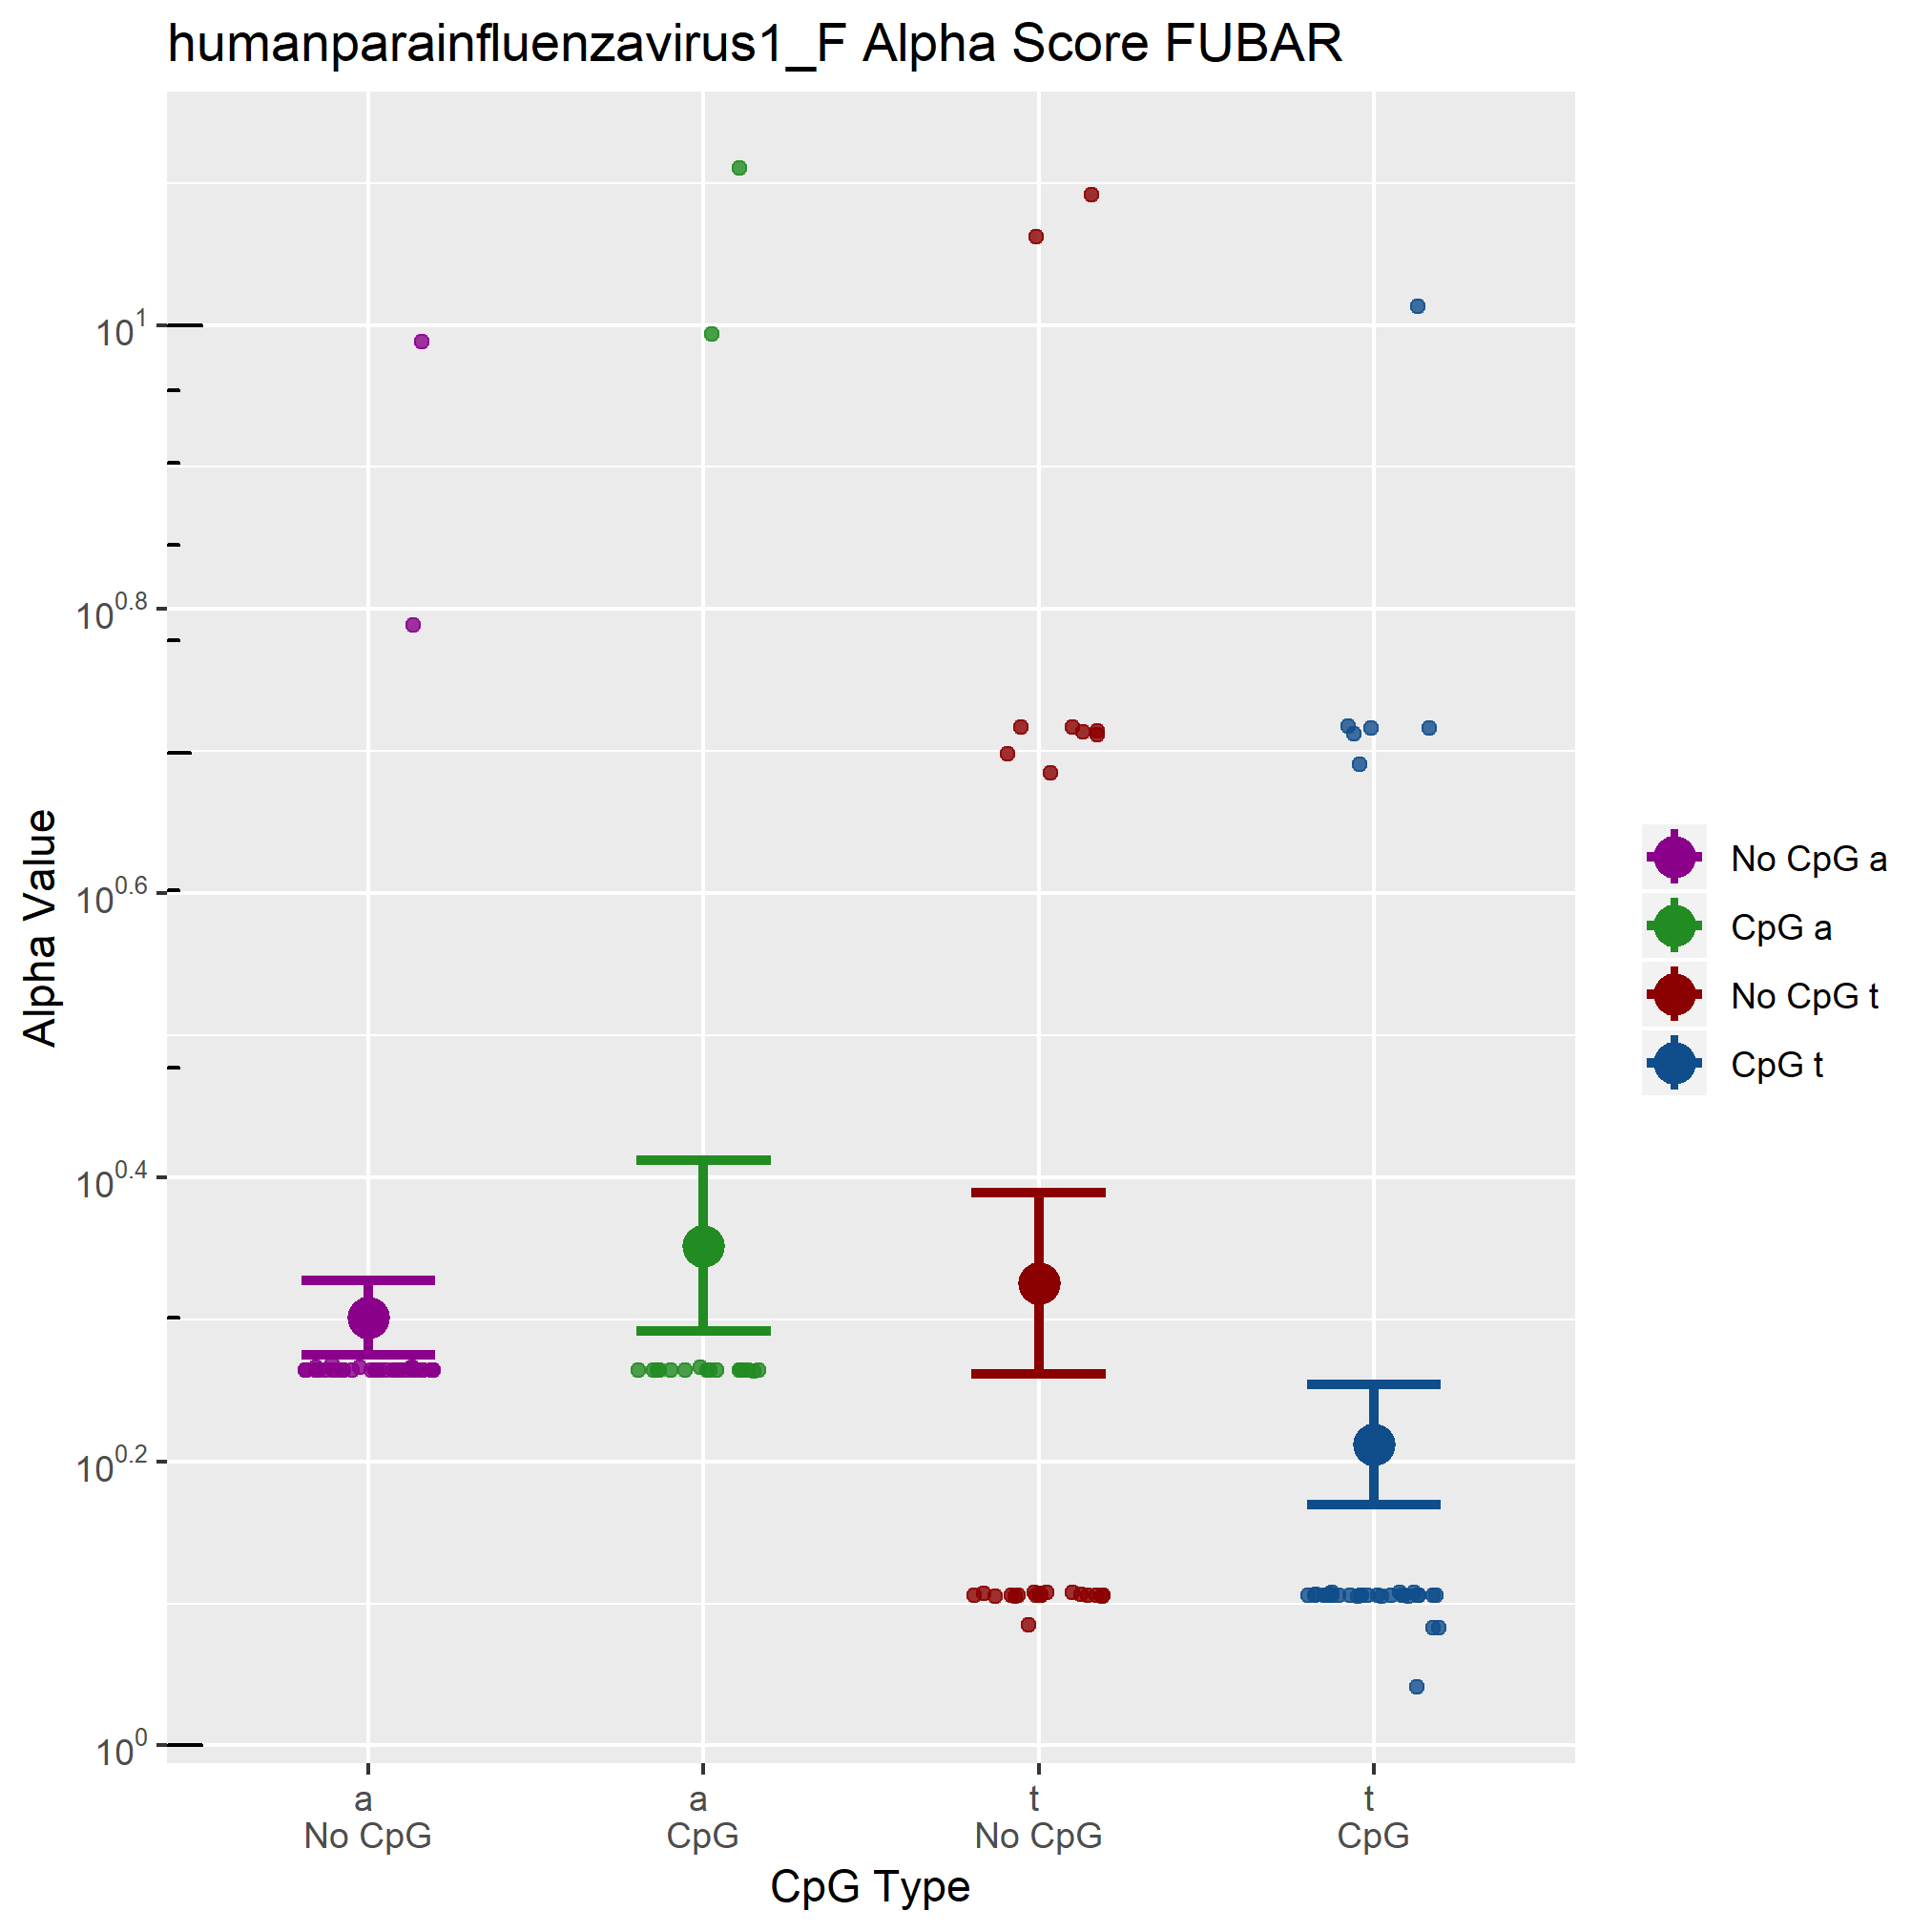 humanparainfluenzavirus1_F Alpha Score FUBAR
Alpha Value
10^1
10^0.8
10^0.6
10^0.4
10^0.2
10^0
a
No CpG
a
CpG
t
No CpG
t
CpG
CpG Type
No CpG a
CpG a
No CpG t
CpG t